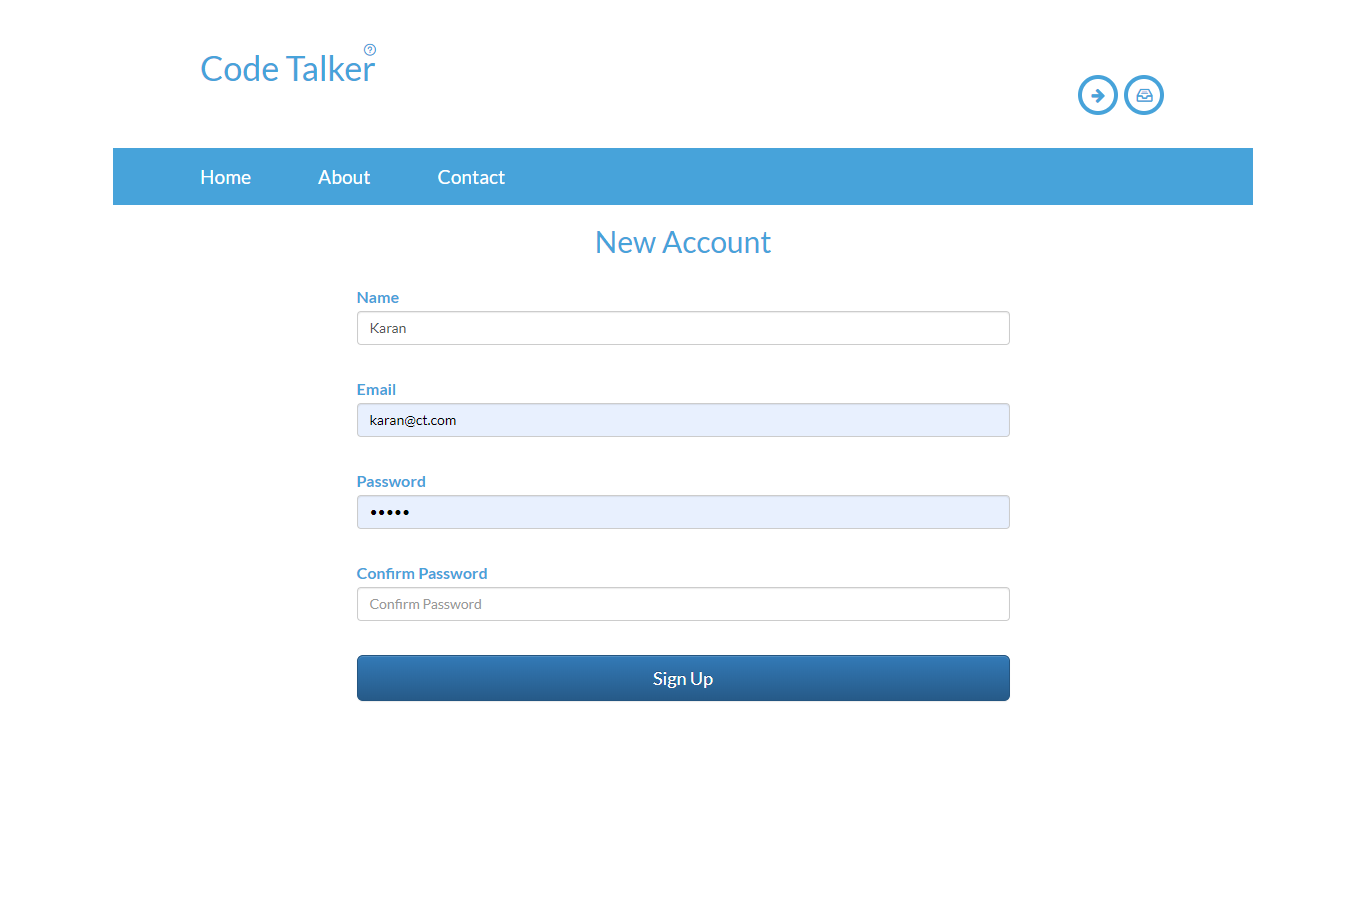 Code Talker
Home About Contact
New Account
Name
Karan
Email
karan@ct.com
Password
•••••
Confirm Password
Confirm Password
Sign Up